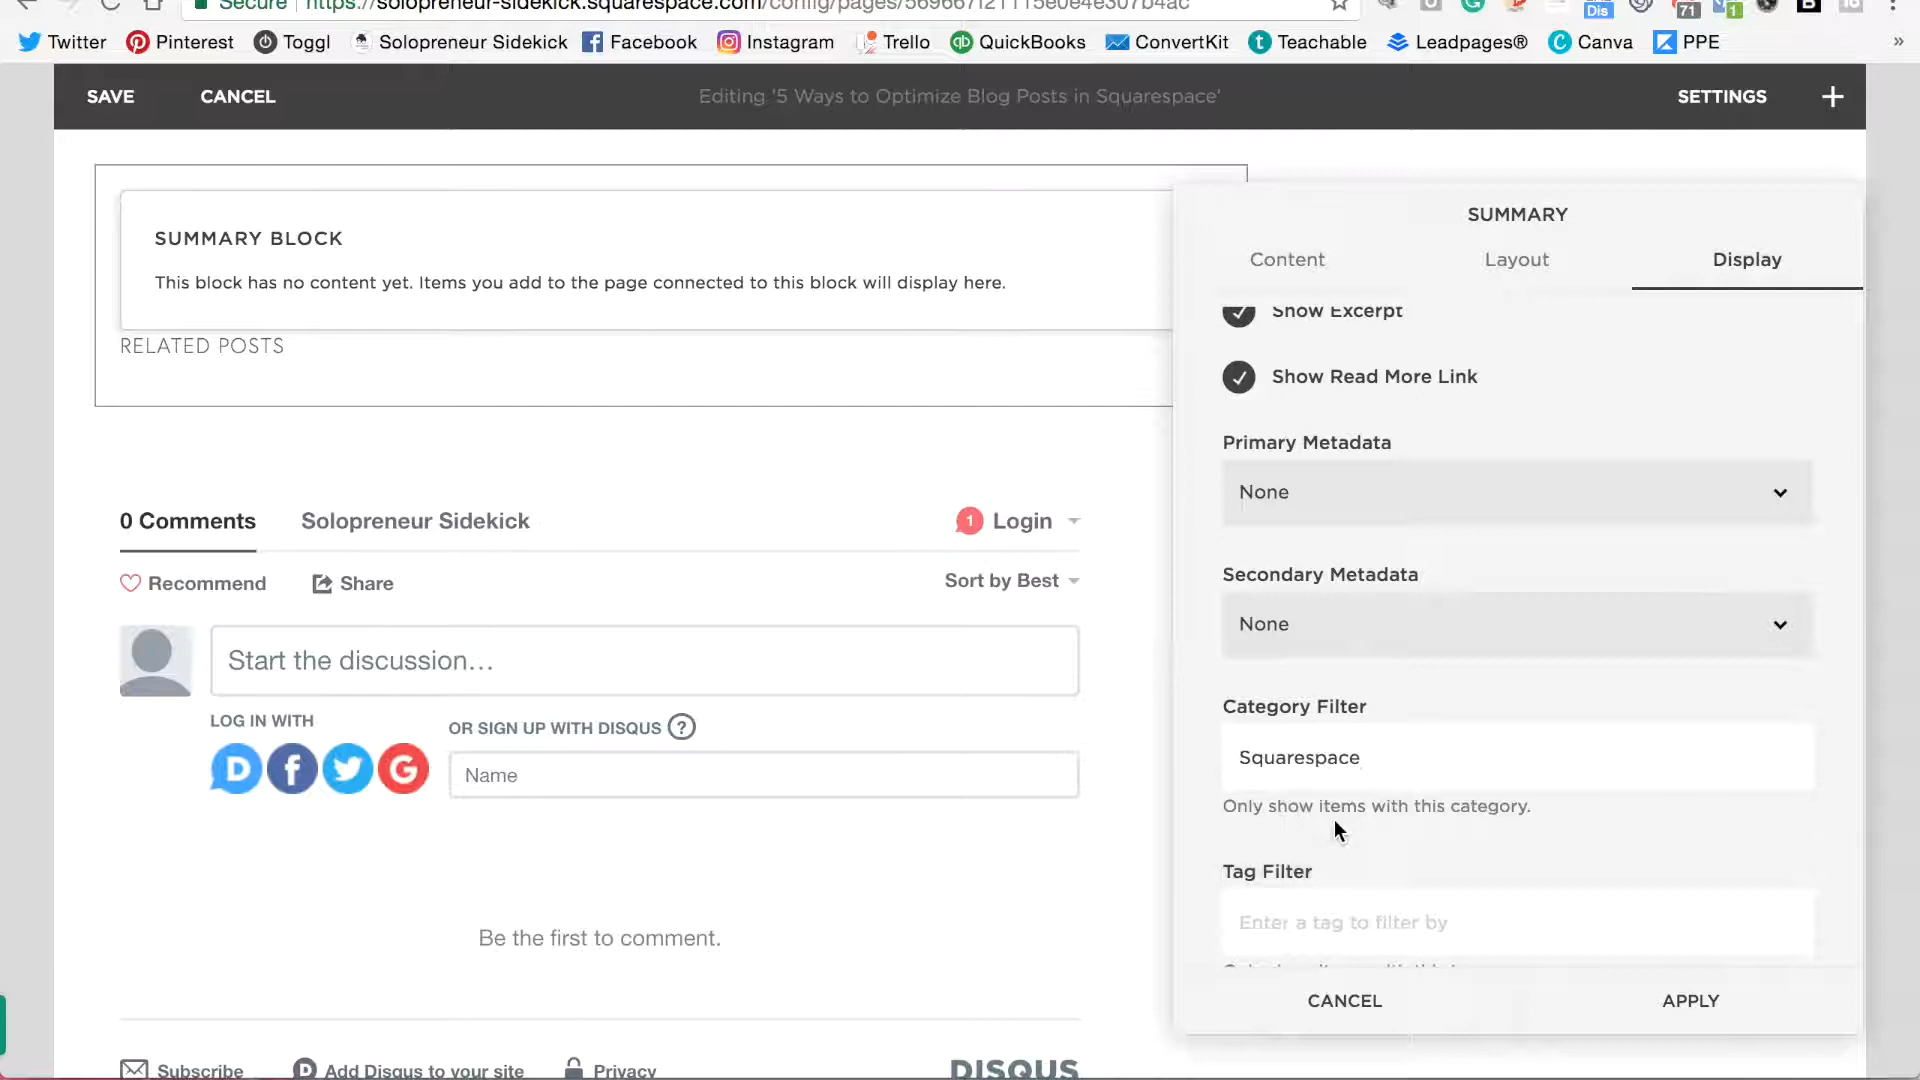 Secure https://solopreneur-sidekick.squarespace.com/config/pages/569667f21115e0e4e307b4ac
Dis 71 1 B
Twitter Pinterest Toggl Solopreneur Sidekick Facebook Instagram Trello QuickBooks ConvertKit Teachable Leadpages® Canva PPE »
SAVE CANCEL Editing '5 Ways to Optimize Blog Posts in Squarespace' SETTINGS +
SUMMARY
Content Layout Display
SUMMARY BLOCK
This block has no content yet. Items you add to the page connected to this block will display here.
RELATED POSTS
Show Excerpt
Show Read More Link
Primary Metadata
None
Secondary Metadata
None
Category Filter
Squarespace
Only show items with this category.
Tag Filter
Enter a tag to filter by
CANCEL APPLY
0 Comments Solopreneur Sidekick 1 Login
Recommend Share Sort by Best
Start the discussion...
LOG IN WITH
OR SIGN UP WITH DISQUS ?
D f G
Name
Be the first to comment.
Subscribe D Add Disqus to your site Privacy DISQUS